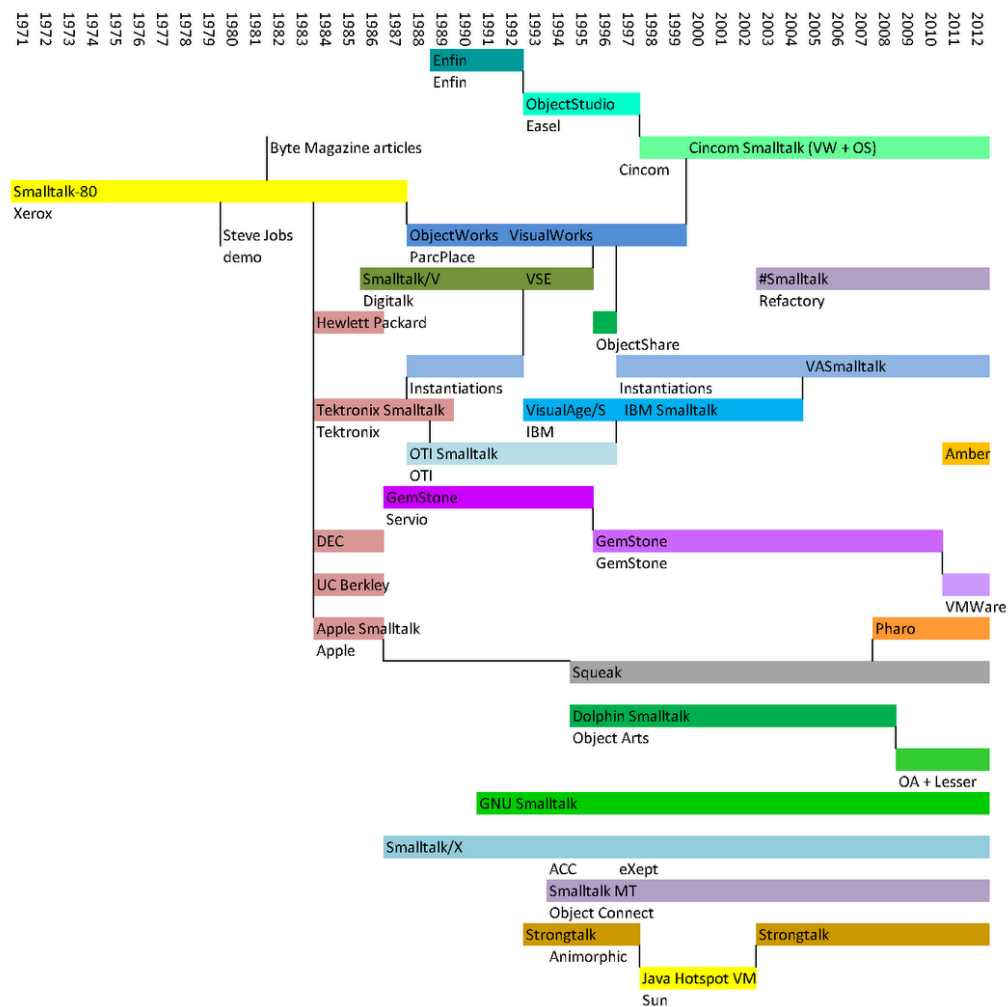 1971 1972 1973 1974 1975 1976 1977 1978 1979 1980 1981 1982 1983 1984 1985 1986 1987 1988 1989 1990 1991 1992 1993 1994 1995 1996 1997 1998 1999 2000 2001 2002 2003 2004 2005 2006 2007 2008 2009 2010 2011 2012
Enfin
Enfin
ObjectStudio
Easel
Byte Magazine articles
Cincom Smalltalk (VW + OS)
Cincom
Smalltalk-80
Xerox
Steve Jobs
demo
ObjectWorks VisualWorks
ParcPlace
Smalltalk/V VSE
Digitalk
#Smalltalk
Refactory
Hewlett Packard
ObjectShare
VASmalltalk
Instantiations
Instantiations
Tektronix Smalltalk
Tektronix
VisualAge/S IBM Smalltalk
IBM
OTI Smalltalk
OTI
Amber
GemStone
Servio
DEC
GemStone
GemStone
UC Berkley
VMWare
Apple Smalltalk
Apple
Pharo
Squeak
Dolphin Smalltalk
Object Arts
OA + Lesser
GNU Smalltalk
Smalltalk/X
ACC eXept
Smalltalk MT
Object Connect
Strongtalk
Animorphic
Strongtalk
Java Hotspot VM
Sun